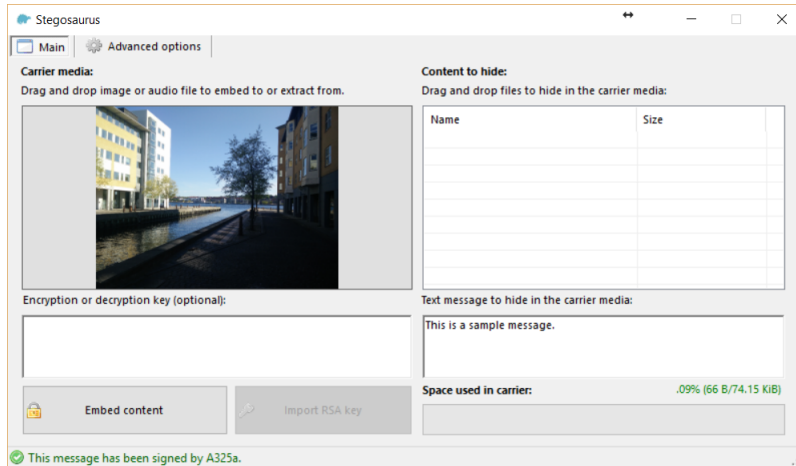 Stegosaurus
Main
Advanced options
Carrier media:
Drag and drop image or audio file to embed to or extract from.
Content to hide:
Drag and drop files to hide in the carrier media:
Name Size
Encryption or decryption key (optional):
Text message to hide in the carrier media:
This is a sample message.
Embed content
Import RSA key
Space used in carrier: .09% (66 B/74.15 KiB)
This message has been signed by A325a.